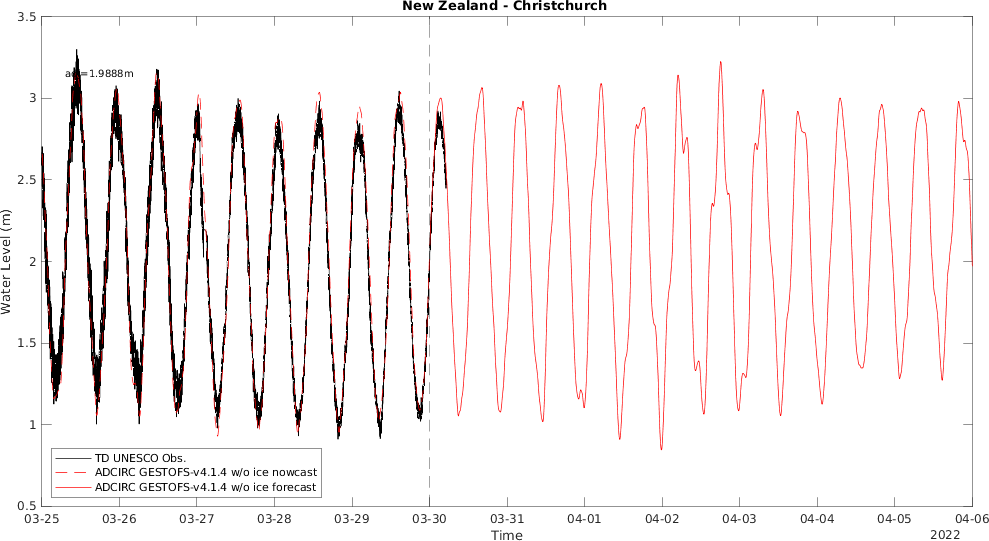 New Zealand - Christchurch
3.5
3
2.5
2
1.5
1
0.5
Water Level (m)
=1.9888m
TD UNESCO Obs.
ADCIRC GESTOFS-v4.1.4 w/o ice nowcast
ADCIRC GESTOFS-v4.1.4 w/o ice forecast
03-25 03-26 03-27 03-28 03-29 03-30 03-31 04-01 04-02 04-03 04-04 04-05 04-06
Time
2022